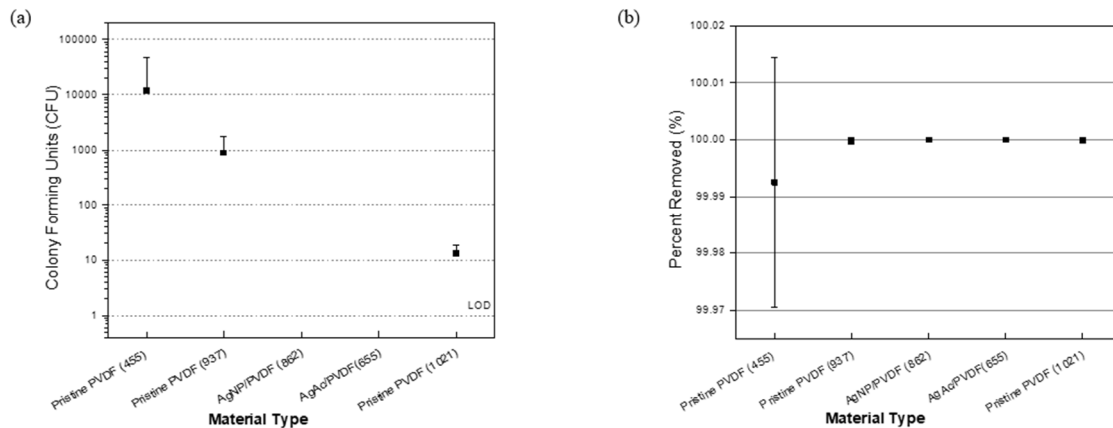 (a)
Colony Forming Units (CFU)
100000
10000
1000
100
10
1
LOD
Pristine PVDF (455)
Pristine PVDF (937)
AgNP/PVDF (862)
AgAc/PVDF(655)
Pristine PVDF (1021)
Material Type
(b)
Percent Removed (%)
100.02
100.01
100.00
99.99
99.98
99.97
Pristine PVDF (455)
Pristine PVDF (937)
AgNP/PVDF (862)
AgAc/PVDF(655)
Pristine PVDF (1021)
Material Type